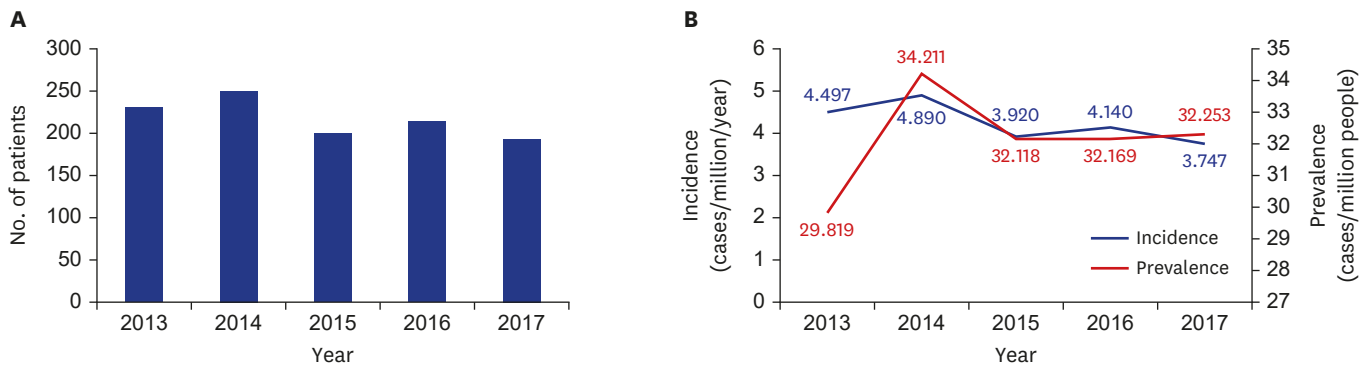 A
No. of patients
300
250
200
150
100
50
0
2013 2014 2015 2016 2017
Year
B
Incidence
(cases/million/year)
6
5
4
3
2
1
0
4.497
4.890
3.920
4.140
3.747
34.211
29.819
32.118
32.169
32.253
Incidence
Prevalence
35
34
33
32
31
30
29
28
27
Prevalence
(cases/million people)
2013 2014 2015 2016 2017
Year